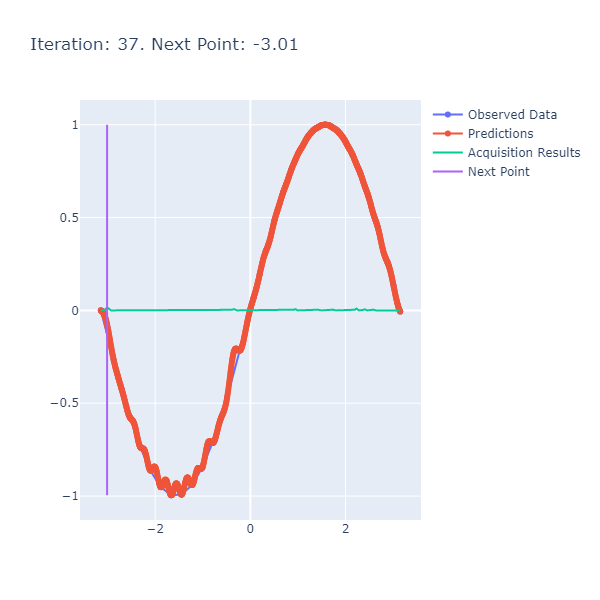 Iteration: 37. Next Point: -3.01
Observed Data
Predictions
Acquisition Results
Next Point
1
0.5
0
−0.5
−1
−2
0
2